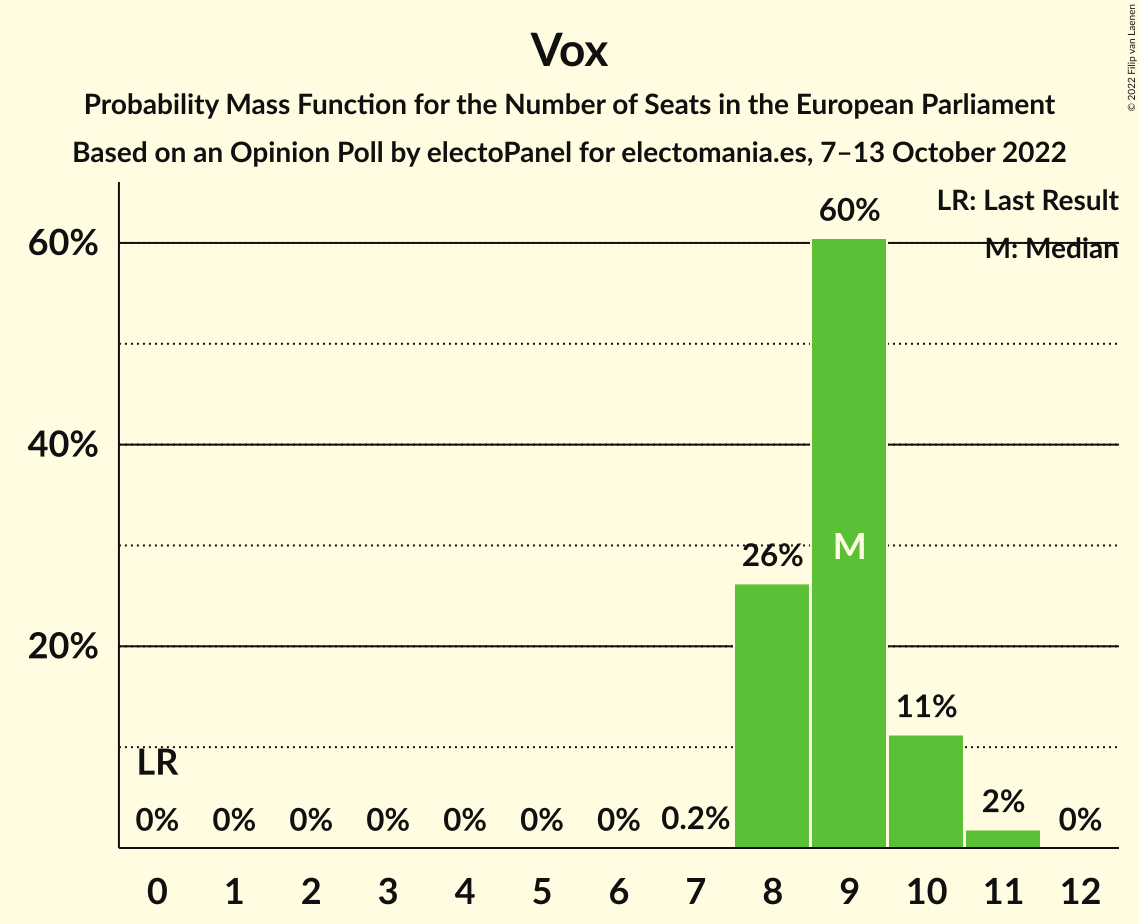 Vox
Probability Mass Function for the Number of Seats in the European Parliament
Based on an Opinion Poll by electoPanel for electomania.es, 7–13 October 2022
© 2022 Filip van Laenen
LR: Last Result
M: Median
60%
40%
20%
LR
0% 0% 0% 0% 0% 0% 0% 0.2% 26% 60% 11% 2% 0%
M
0 1 2 3 4 5 6 7 8 9 10 11 12